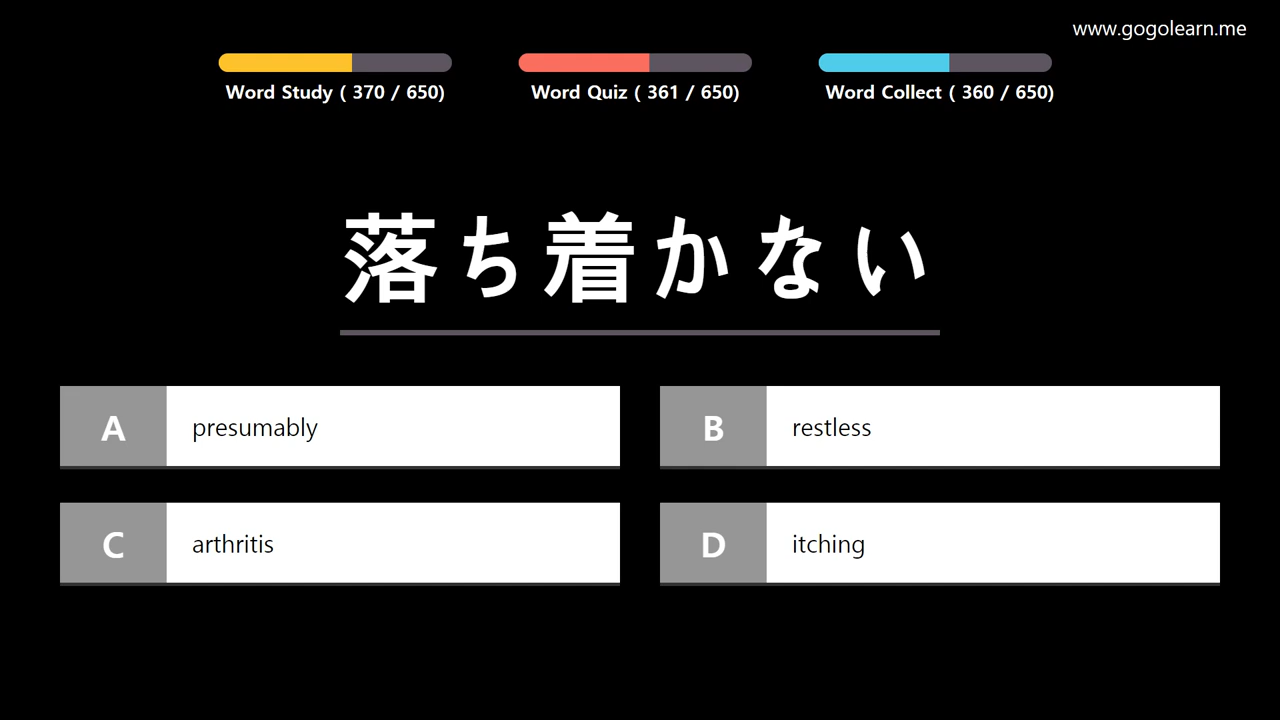 www.gogolearn.me
Word Study ( 370 / 650)
Word Quiz ( 361 / 650)
Word Collect ( 360 / 650)
落ち着かない
A presumably
B restless
C arthritis
D itching